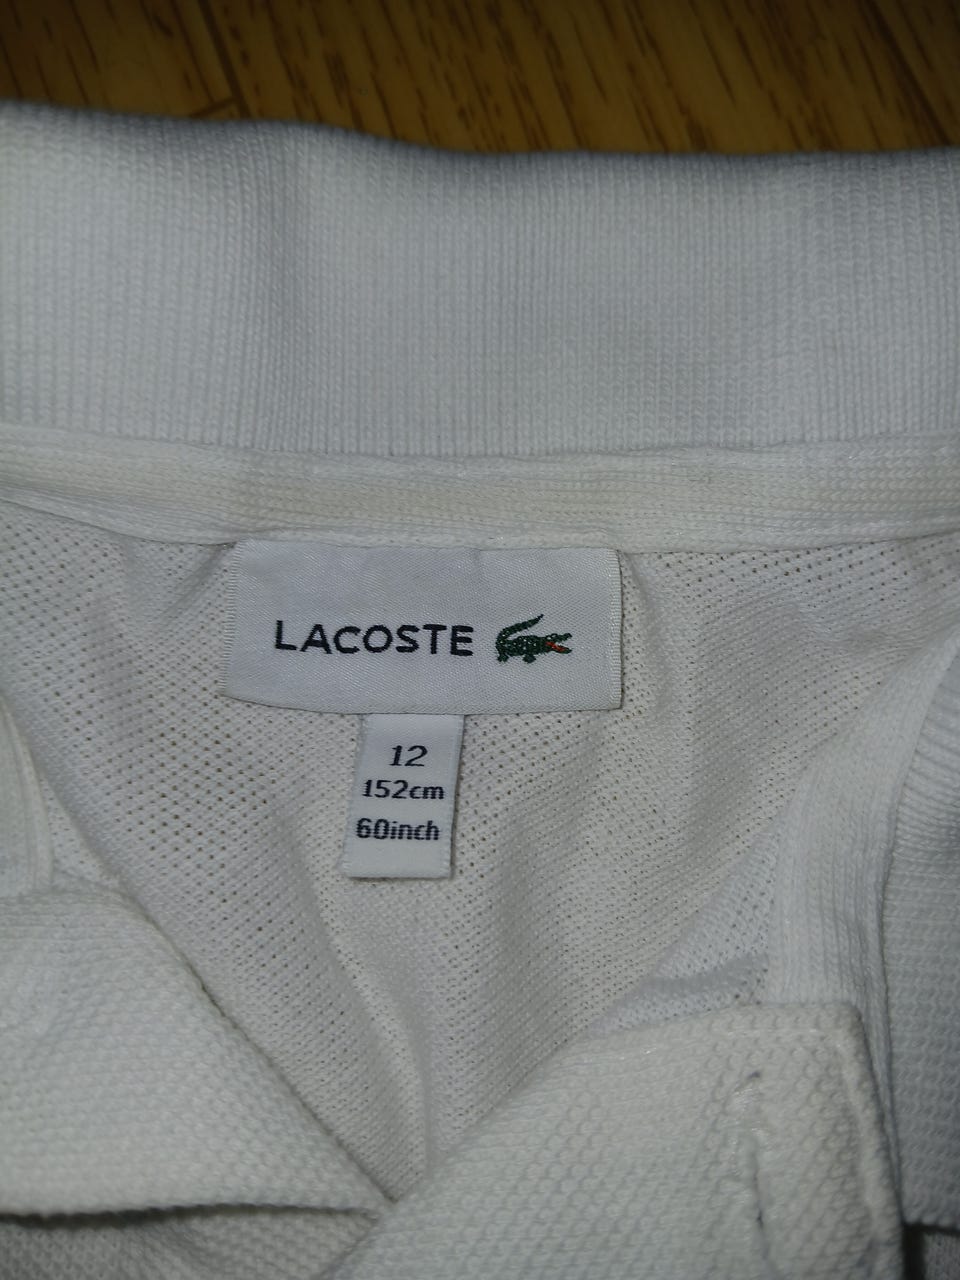 LACOSTE
12
152cm
60inch